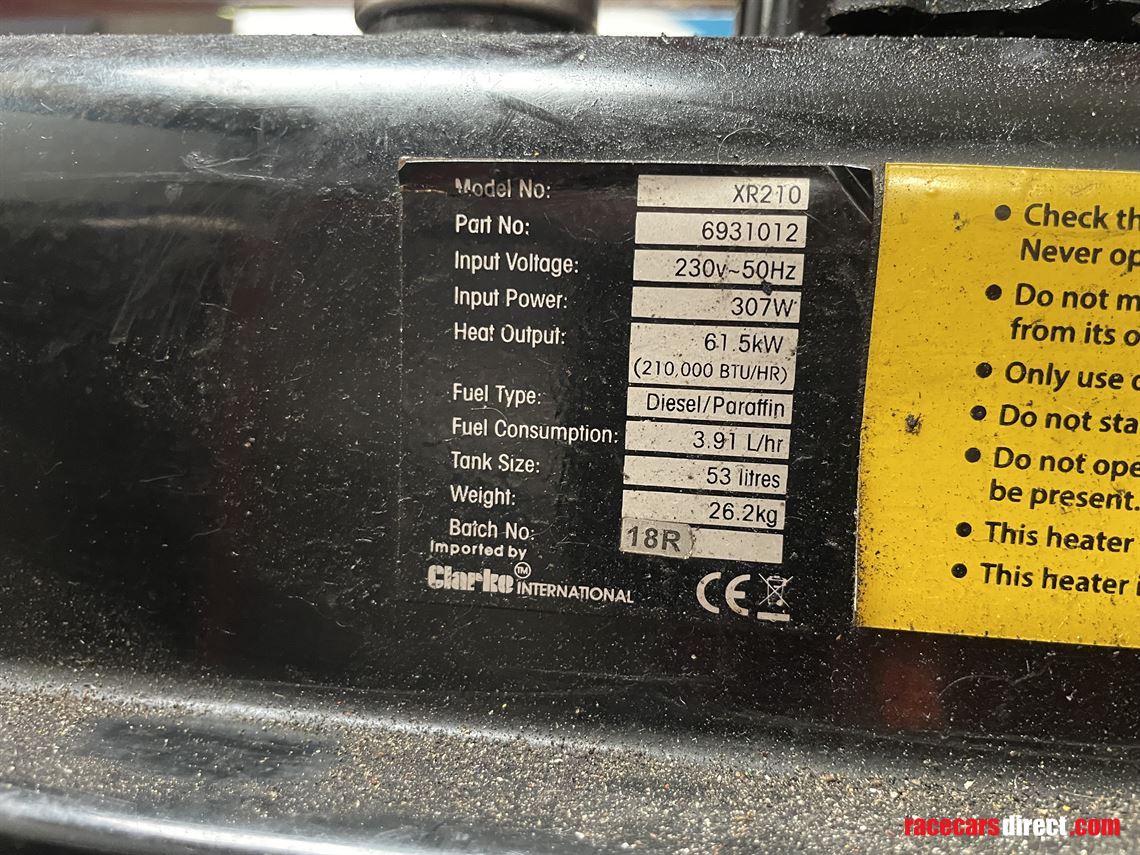 Model No: XR210
Part No: 6931012
Input Voltage: 230v~50Hz
Input Power: 307W
Heat Output: 61.5kW
(210,000 BTU/HR)
Fuel Type: Diesel/Paraffin
Fuel Consumption: 3.91 L/hr
Tank Size: 53 litres
Weight: 26.2kg
Batch No: 18R
Imported by
Clarke TM INTERNATIONAL
CE
• Check th
Never op
• Do not m
from its o
• Only use
• Do not sta
• Do not ope
be present.
• This heater
• This heater
racecarsdirect.com